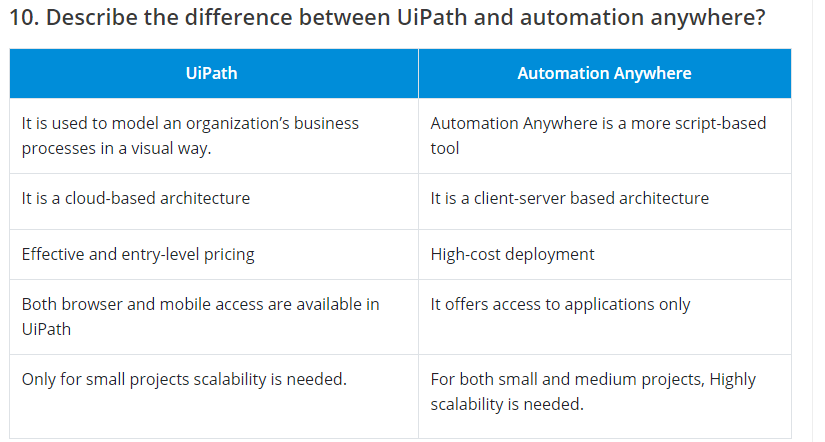 10. Describe the difference between UiPath and automation anywhere?
UiPath
Automation Anywhere
It is used to model an organization’s business
processes in a visual way.
Automation Anywhere is a more script-based
tool
It is a cloud-based architecture
It is a client-server based architecture
Effective and entry-level pricing
High-cost deployment
Both browser and mobile access are available in
UiPath
It offers access to applications only
Only for small projects scalability is needed.
For both small and medium projects, Highly
scalability is needed.